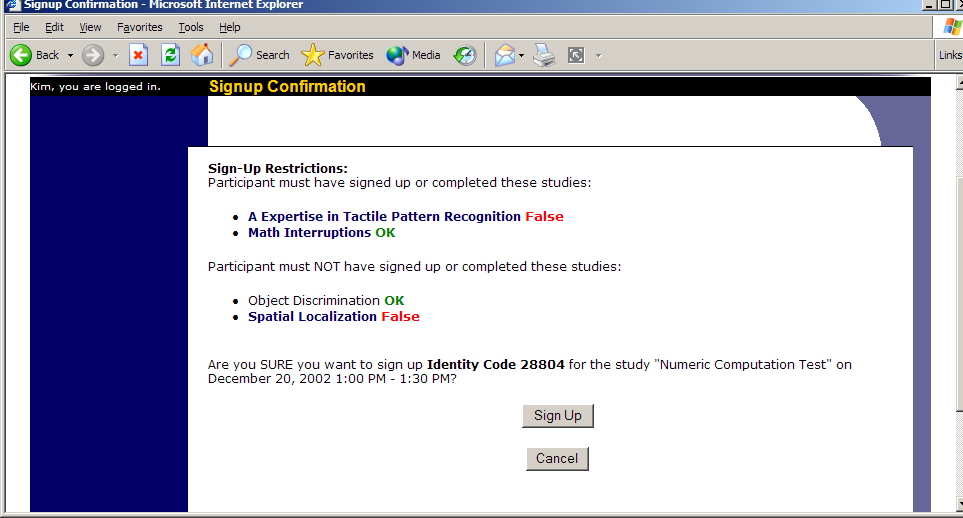 Signup Confirmation - Microsoft Internet Explorer
File Edit View Favorites Tools Help
Back Search Favorites Media Links
Kim, you are logged in. Signup Confirmation
Sign-Up Restrictions:
Participant must have signed up or completed these studies:
A Expertise in Tactile Pattern Recognition False
Math Interruptions OK
Participant must NOT have signed up or completed these studies:
Object Discrimination OK
Spatial Localization False
Are you SURE you want to sign up Identity Code 28804 for the study "Numeric Computation Test" on
December 20, 2002 1:00 PM - 1:30 PM?
Sign Up
Cancel